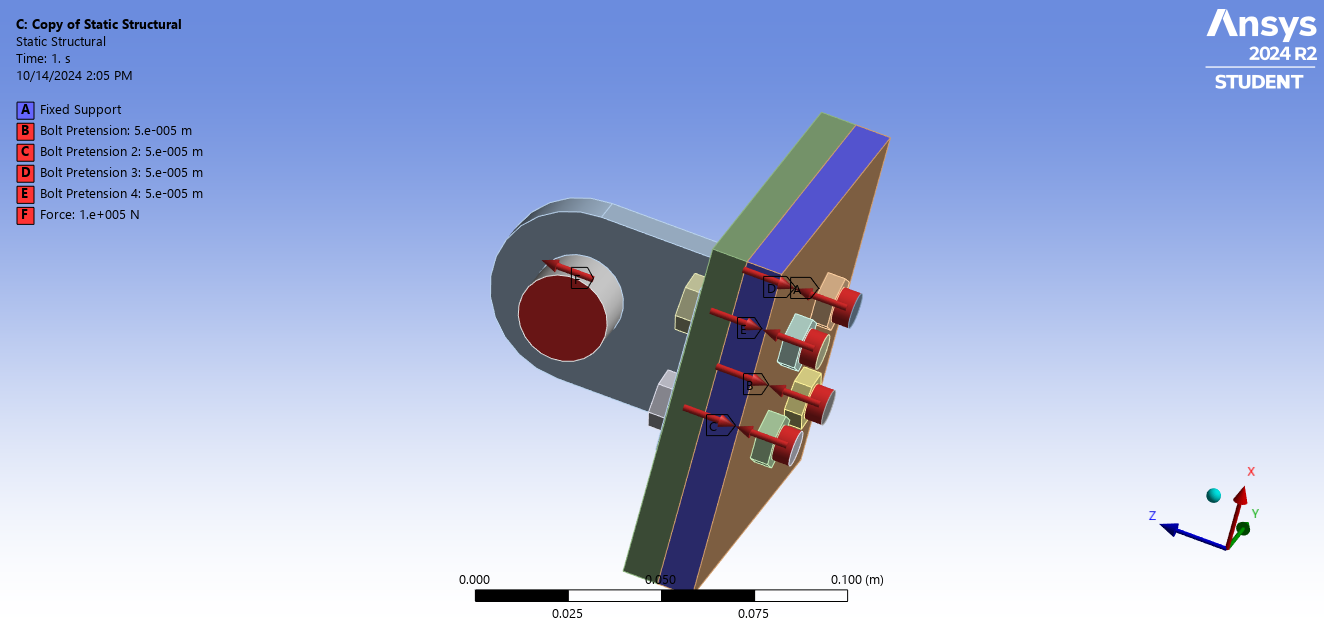 C: Copy of Static Structural
Static Structural
Time: 1. s
10/14/2024 2:05 PM
A Fixed Support
B Bolt Pretension: 5.e-005 m
C Bolt Pretension 2: 5.e-005 m
D Bolt Pretension 3: 5.e-005 m
E Bolt Pretension 4: 5.e-005 m
F Force: 1.e+005 N
Ansys
2024 R2
STUDENT
F
D A
E
B
C
X
Y
Z
0.000 0.050 0.100 (m)
0.025 0.075